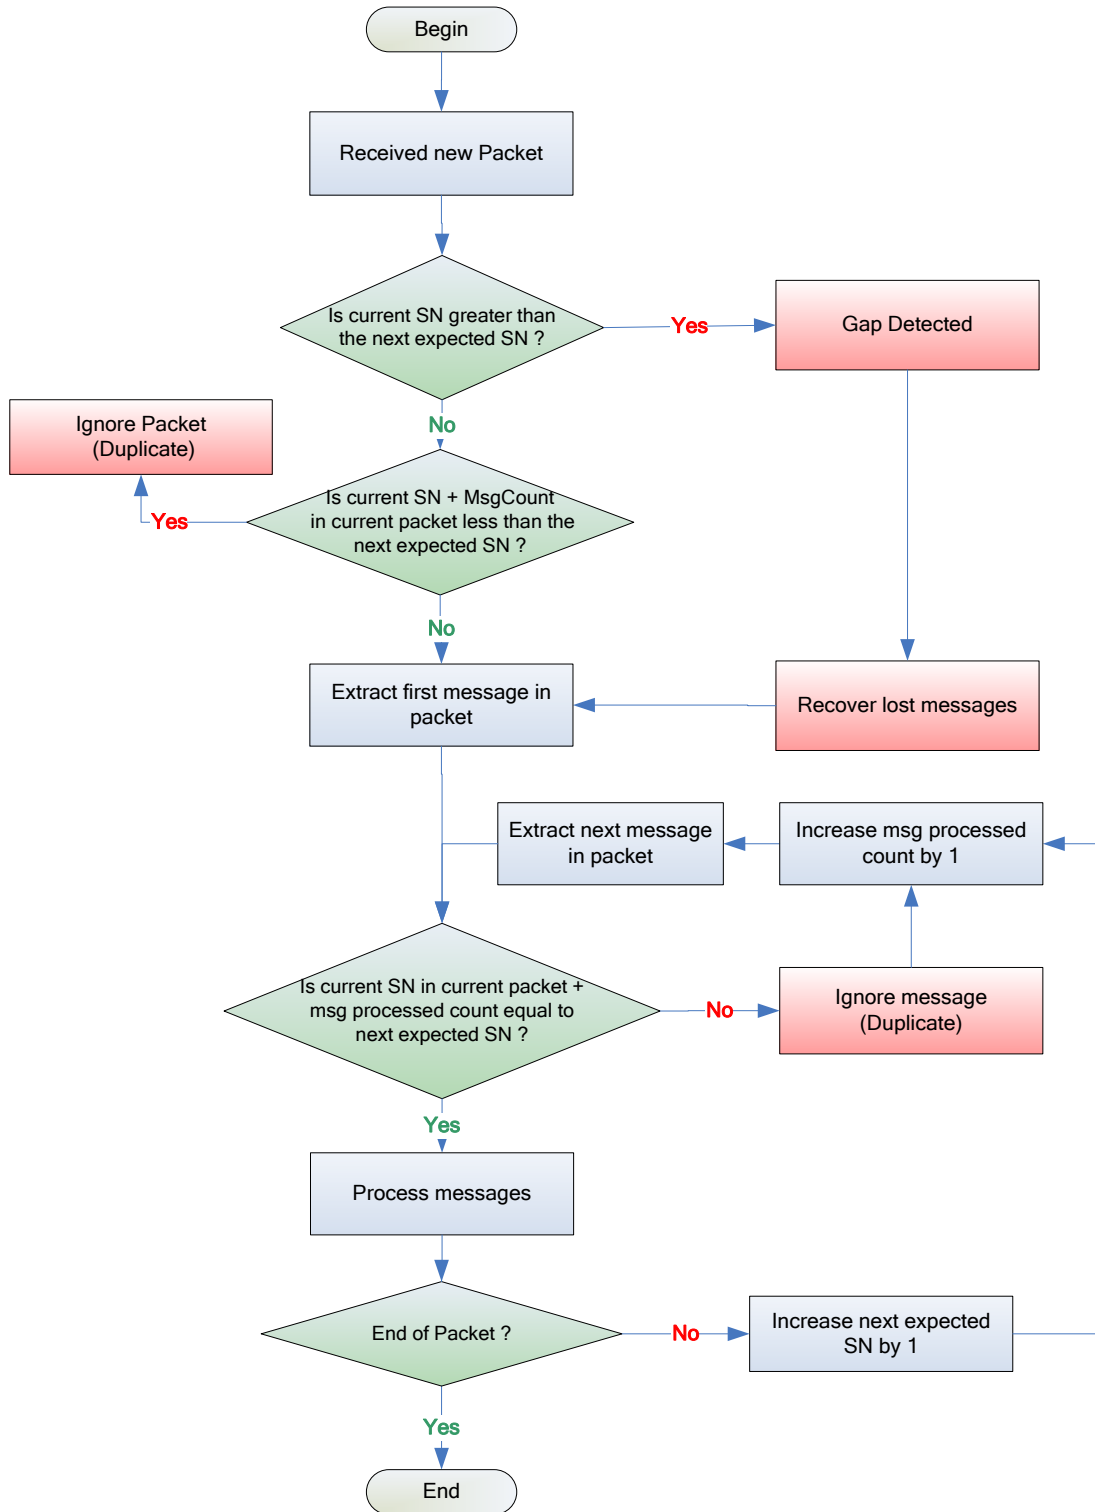 Begin
Received new Packet
Is current SN greater than
the next expected SN ?
Yes
Gap Detected
No
Ignore Packet
(Duplicate)
Is current SN + MsgCount
in current packet less than the
next expected SN ?
Yes
No
Extract first message in
packet
Recover lost messages
Extract next message
in packet
Increase msg processed
count by 1
Is current SN in current packet +
msg processed count equal to
next expected SN ?
No
Ignore message
(Duplicate)
Yes
Process messages
End of Packet ?
No
Increase next expected
SN by 1
Yes
End